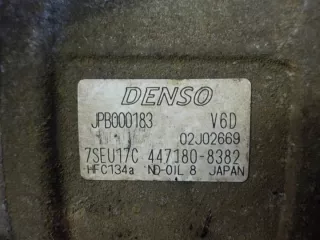 DENSO
JPB000183 V6D
02J02669
7SEU17C 447180-8382
HFC134a ND-OIL 8 JAPAN